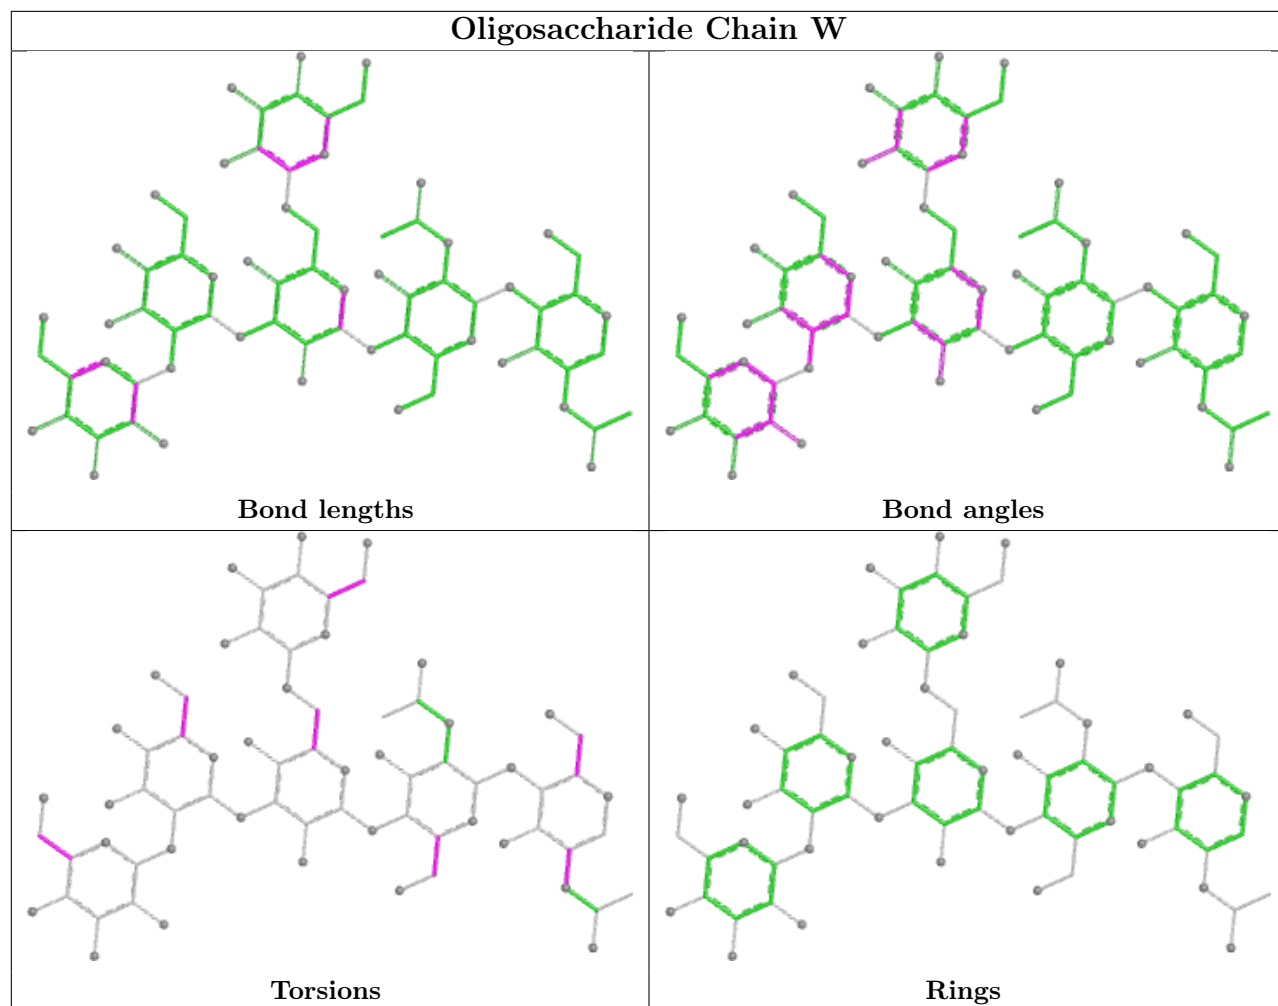 Oligosaccharide Chain W
Bond lengths
Bond angles
Torsions
Rings